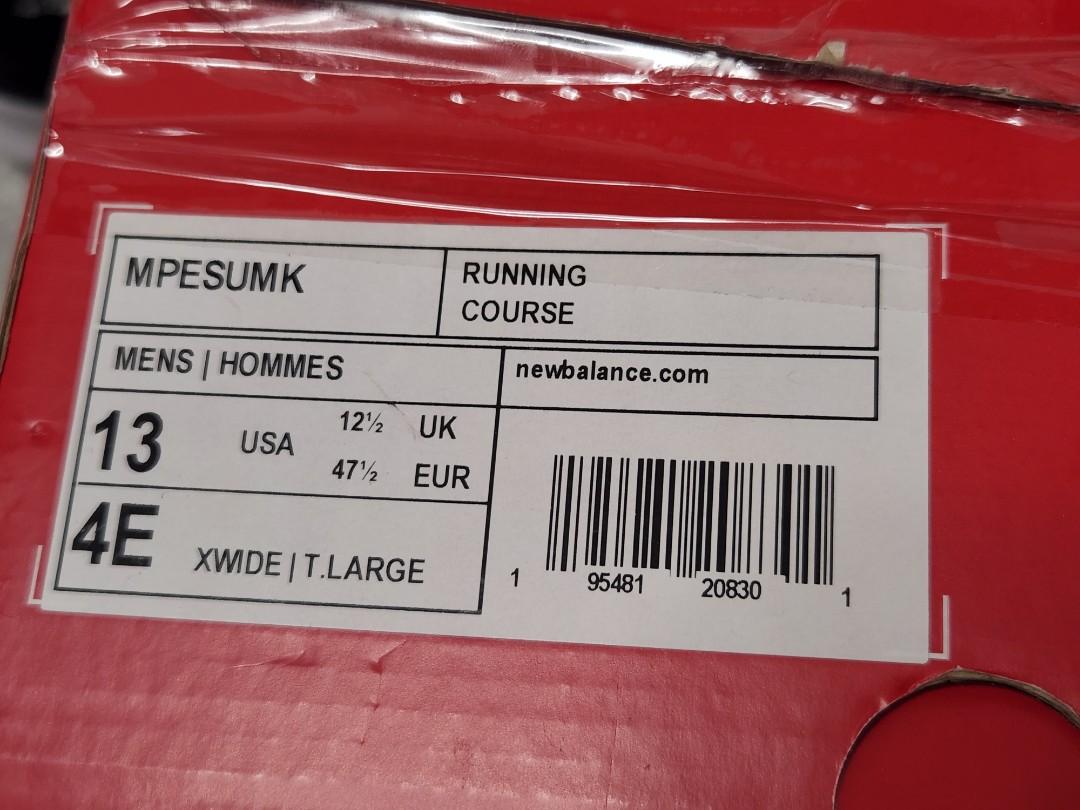 MPESUMK
RUNNING
COURSE
MENS | HOMMES
newbalance.com
13 USA 12½ UK
47½ EUR
4E XWIDE | T.LARGE
1 95481 20830 1